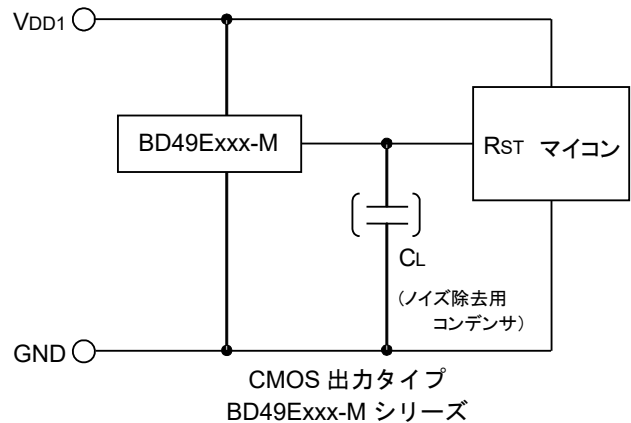 VDD1
BD49Exxx-M
RST マイコン
CL
（ノイズ除去用
コンデンサ）
GND
CMOS 出力タイプ
BD49Exxx-M シリーズ